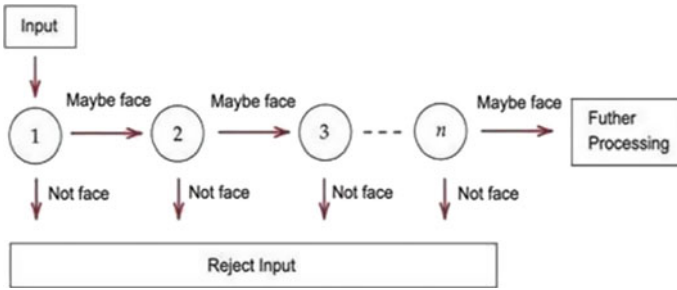 Input
Maybe face
Maybe face
Maybe face
1
2
3
n
Futher
Processing
Not face
Not face
Not face
Not face
Reject Input